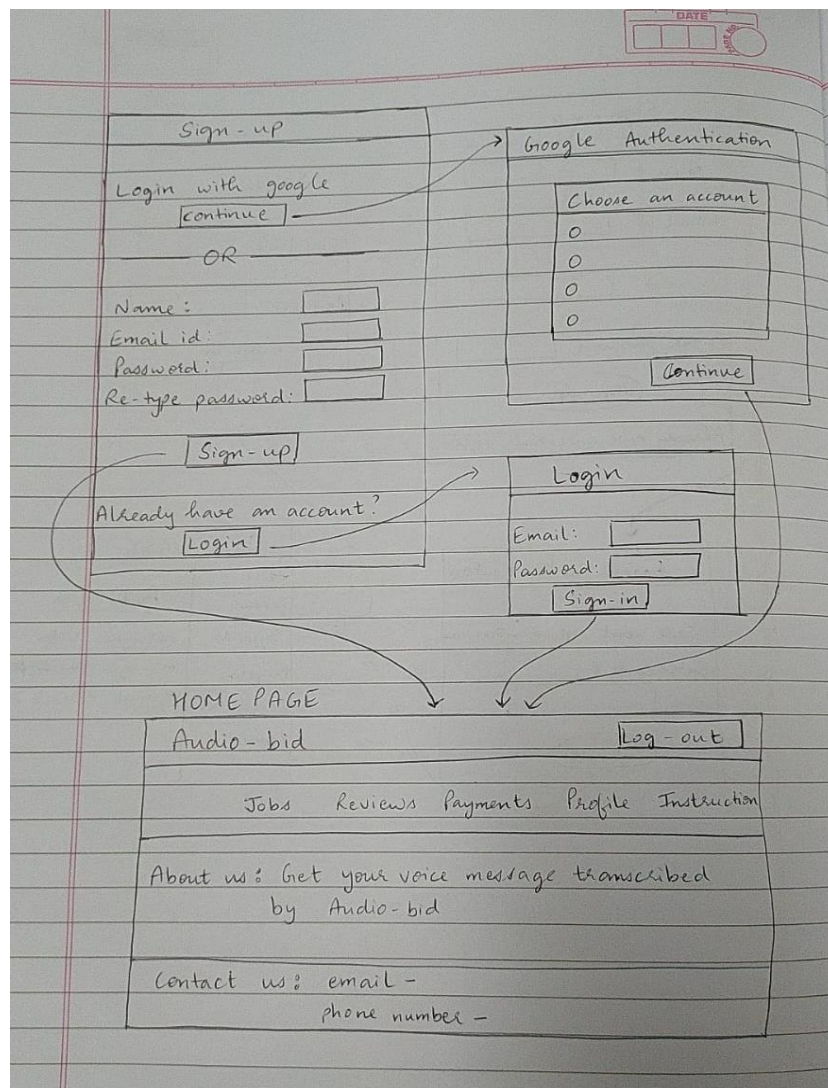 DATE
PAGE NO.
Sign-up
Login with google
continue
OR
Name:
Email id:
Password:
Re-type password:
Sign-up
Already have an account?
Login
Google Authentication
Choose an account
Continue
Login
Email:
Password:
Sign-in
HOME PAGE
Audio-bid Log-out
Jobs Reviews Payments Profile Instruction
About us: Get your voice message transcribed
by Audio-bid
Contact us: email -
phone number -